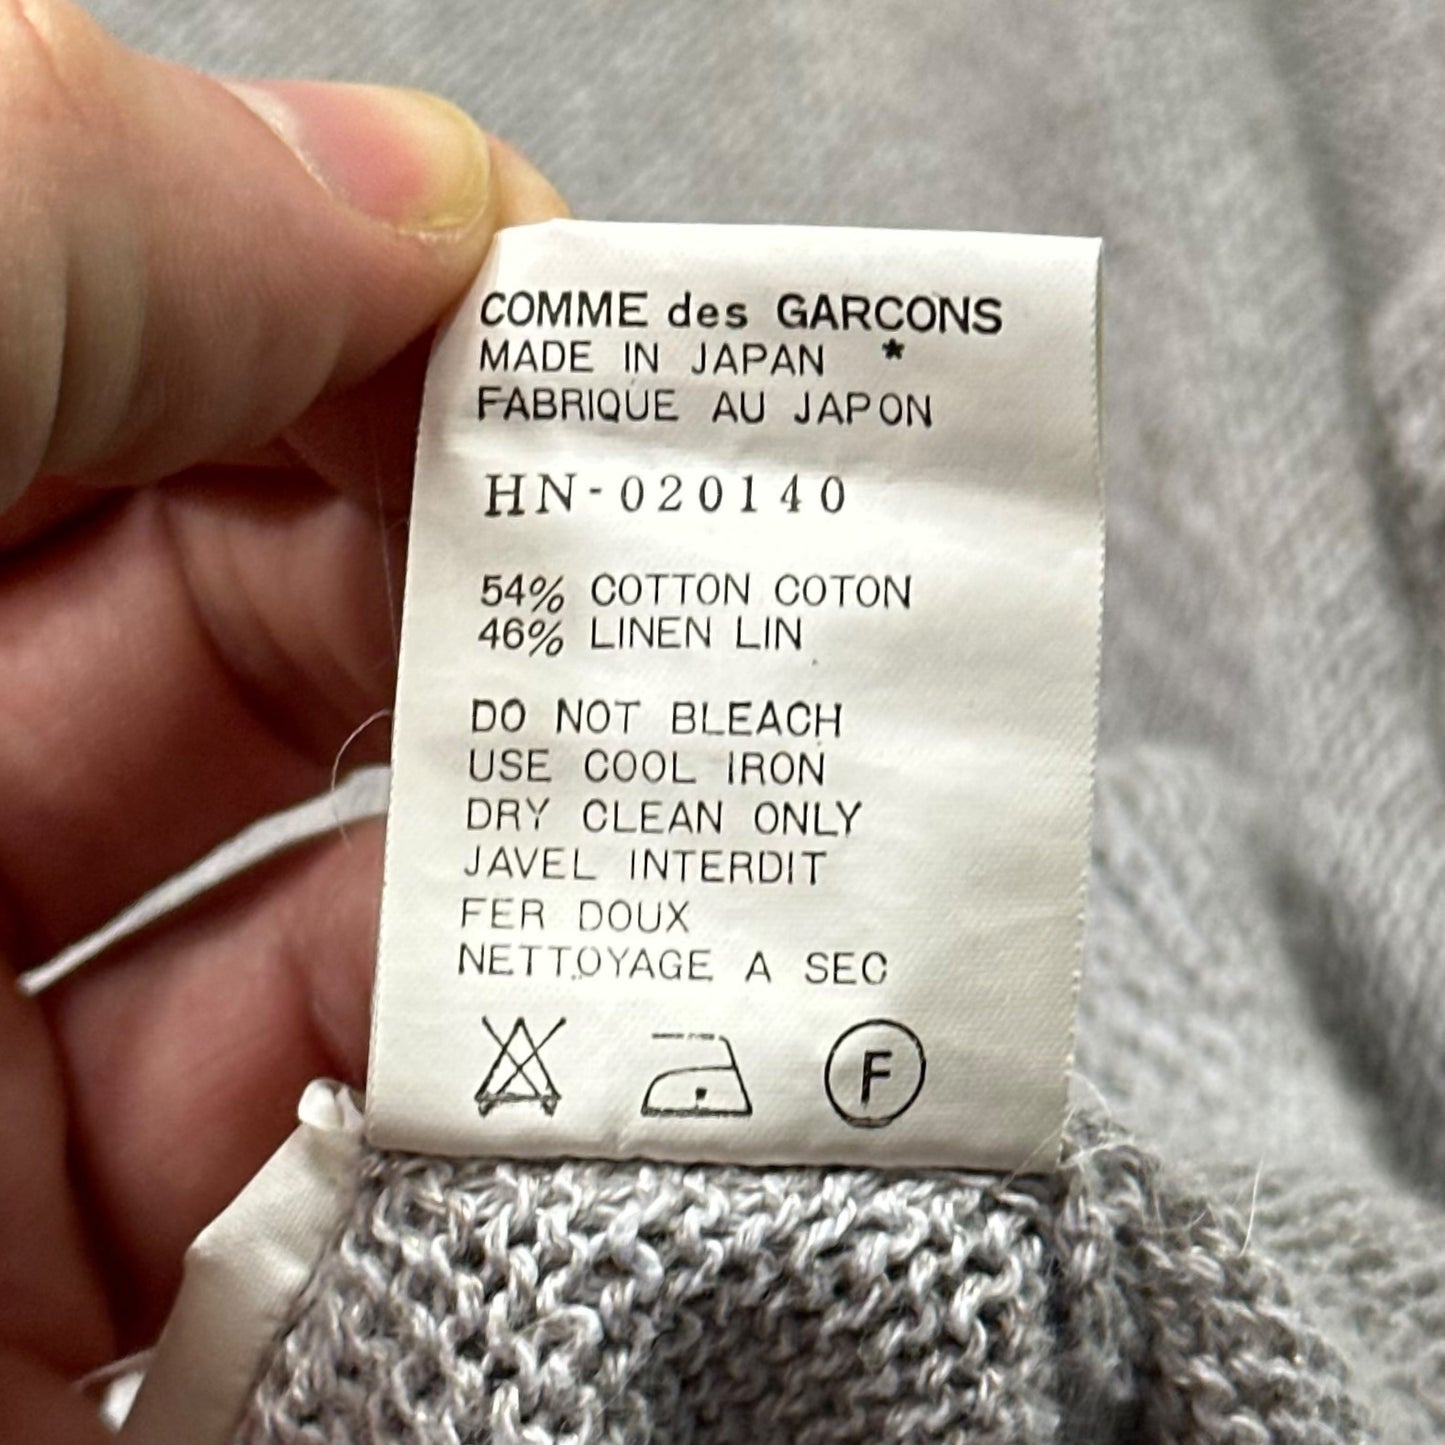 COMME des GARCONS
MADE IN JAPAN *
FABRIQUE AU JAPON
HN-020140
54% COTTON COTON
46% LINEN LIN
DO NOT BLEACH
USE COOL IRON
DRY CLEAN ONLY
JAVEL INTERDIT
FER DOUX
NETTOYAGE A SEC
F